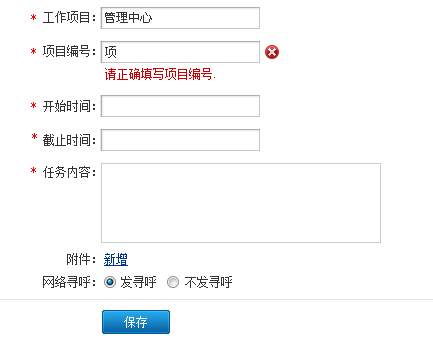 * 工作项目: 管理中心
* 项目编号: 项
请正确填写项目编号.
* 开始时间:
* 截止时间:
* 任务内容:
附件: 新增
网络寻呼: 发寻呼 不发寻呼
保存